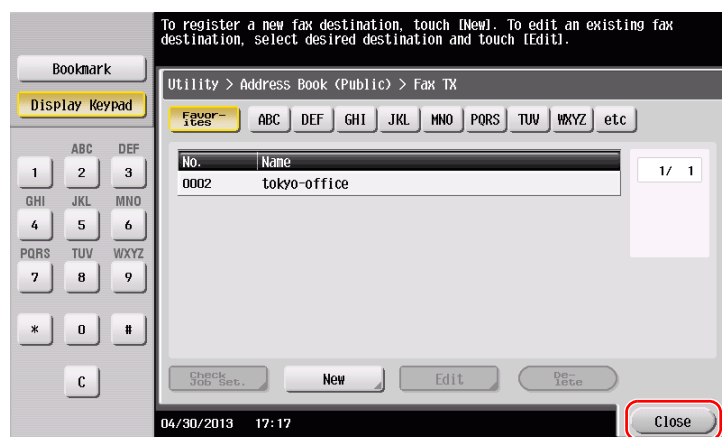 To register a new fax destination, touch [New]. To edit an existing fax
destination, select desired destination and touch [Edit].
Bookmark
Display Keypad
Utility > Address Book (Public) > Fax TX
Favor-
ites
ABC DEF GHI JKL MNO PQRS TUV WXYZ etc
No. Name
1/ 1
0002 tokyo-office
ABC DEF
1 2 3
GHI JKL MNO
4 5 6
PQRS TUV WXYZ
7 8 9
* 0 #
C
Check
Job Set.
New
Edit
De-
lete
04/30/2013 17:17
Close